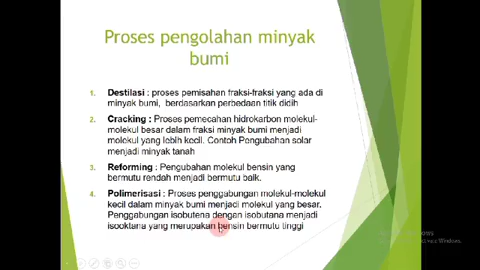 Proses pengolahan minyak
bumi
1. Destilasi : proses pemisahan fraksi-fraksi yang ada di
minyak bumi, berdasarkan perbedaan titik didih
2. Cracking : Proses pemecahan hidrokarbon molekul-
molekul besar dalam fraksi minyak bumi menjadi
molekul yang lebih kecil. Contoh Pengubahan solar
menjadi minyak tanah
3. Reforming : Pengubahan molekul bensin yang
bermutu rendah menjadi bermutu baik.
4. Polimerisasi : Proses penggabungan molekul-molekul
kecil dalam minyak bumi menjadi molekul yang besar.
Penggabungan isobutena dengan isobutana menjadi
isooktana yang merupakan bensin bermutu tinggi